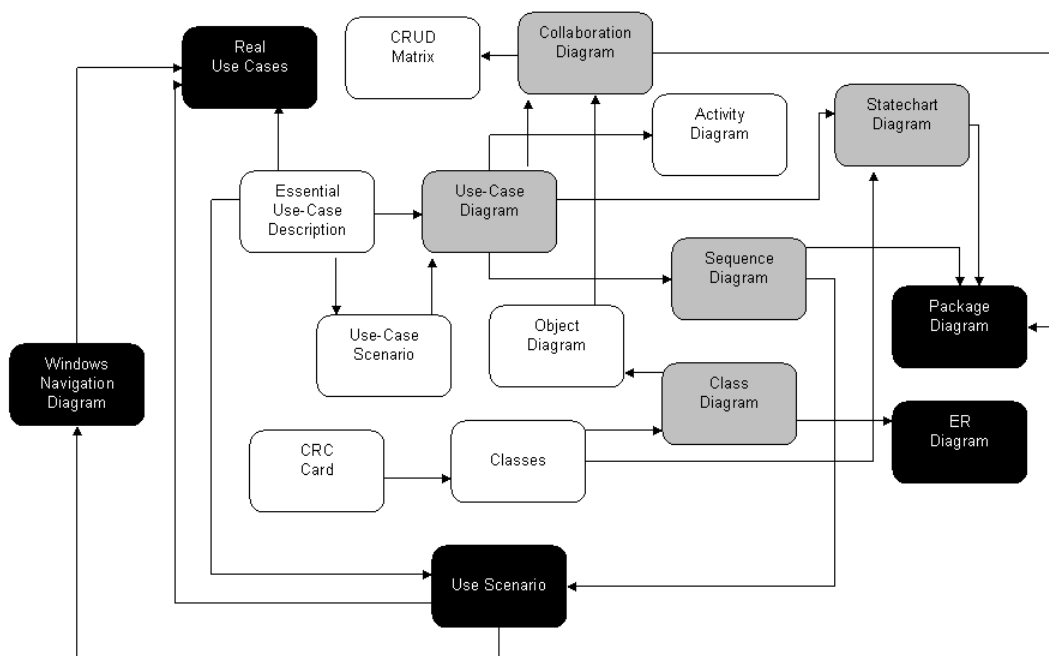 Real
Use Cases
CRUD
Matrix
Collaboration
Diagram
Activity
Diagram
Statechart
Diagram
Essential
Use-Case
Description
Use-Case
Diagram
Sequence
Diagram
Package
Diagram
Use-Case
Scenario
Object
Diagram
Windows
Navigation
Diagram
Class
Diagram
ER
Diagram
CRC
Card
Classes
Use Scenario